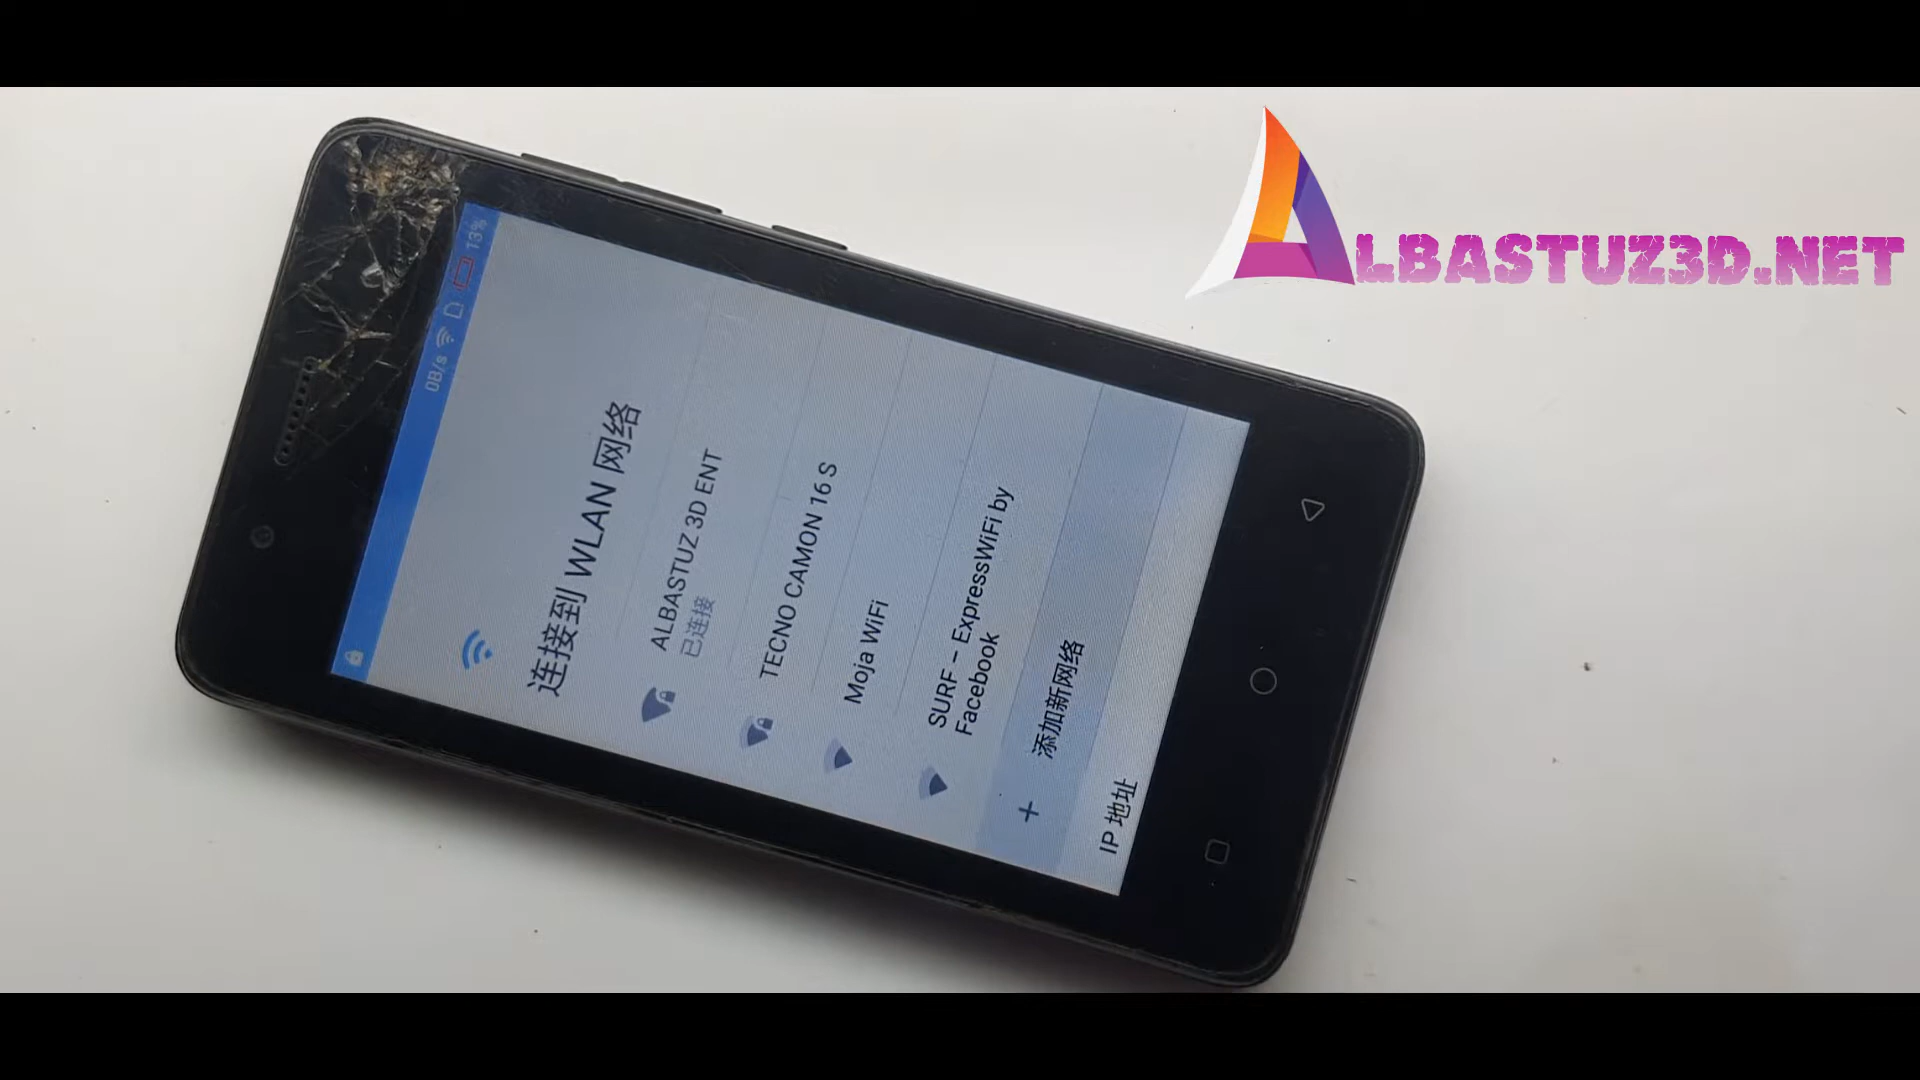 ALBASTUZ3D.NET
0B/s 13%
连接到 WLAN 网络
ALBASTUZ 3D ENT
已连接
TECNO CAMON 16 S
Moja WiFi
SURF – ExpressWiFi by
Facebook
+ 添加新网络
IP 地址